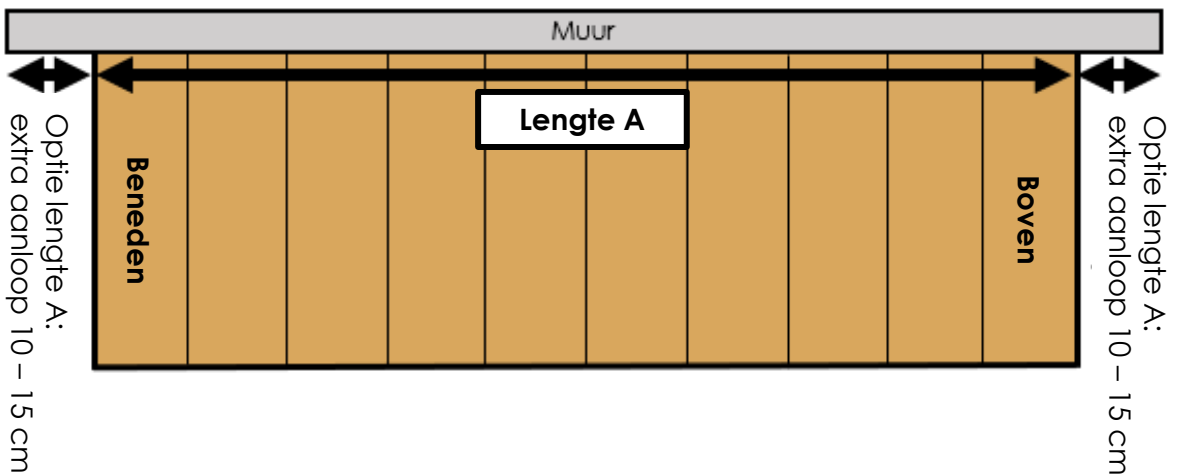 Muur
Lengte A
Optie lengte A:
extra aanloop 10 – 15 cm
Beneden
Boven
Optie lengte A:
extra aanloop 10 – 15 cm